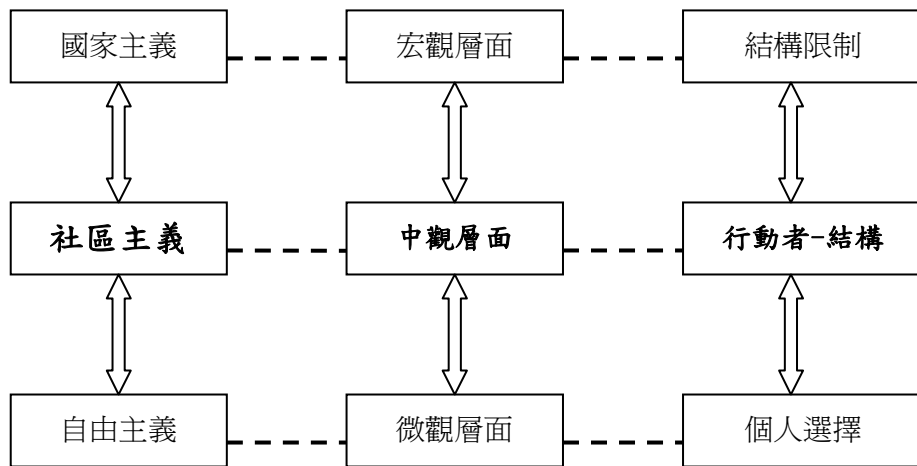 國家主義
宏觀層面
結構限制
社區主義
中觀層面
行動者-結構
自由主義
微觀層面
個人選擇